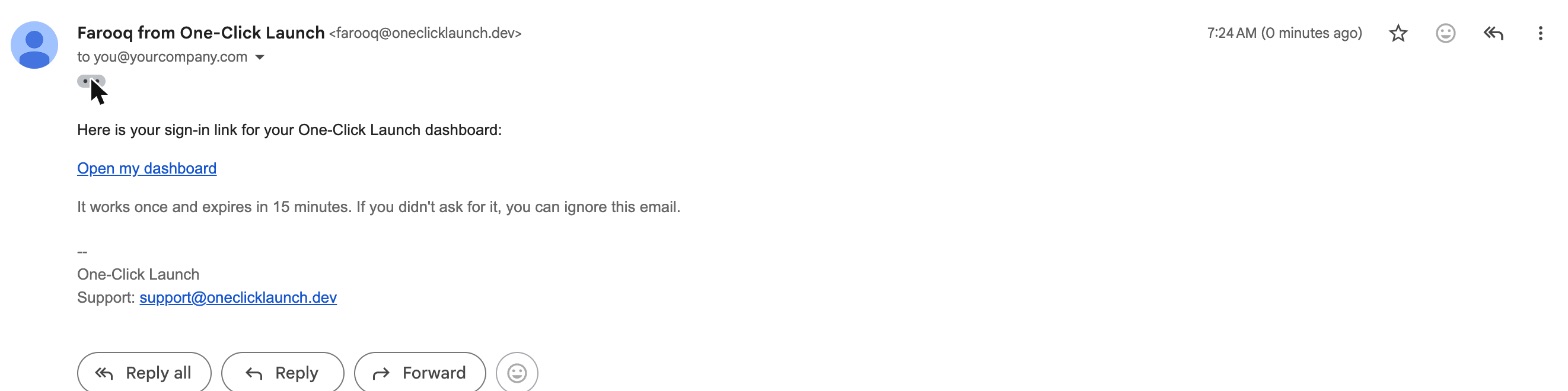 Farooq from One-Click Launch <farooq@oneclicklaunch.dev>
7:24 AM (0 minutes ago)
to you@yourcompany.com
Here is your sign-in link for your One-Click Launch dashboard:
Open my dashboard
It works once and expires in 15 minutes. If you didn't ask for it, you can ignore this email.
--
One-Click Launch
Support: support@oneclicklaunch.dev
Reply all
Reply
Forward